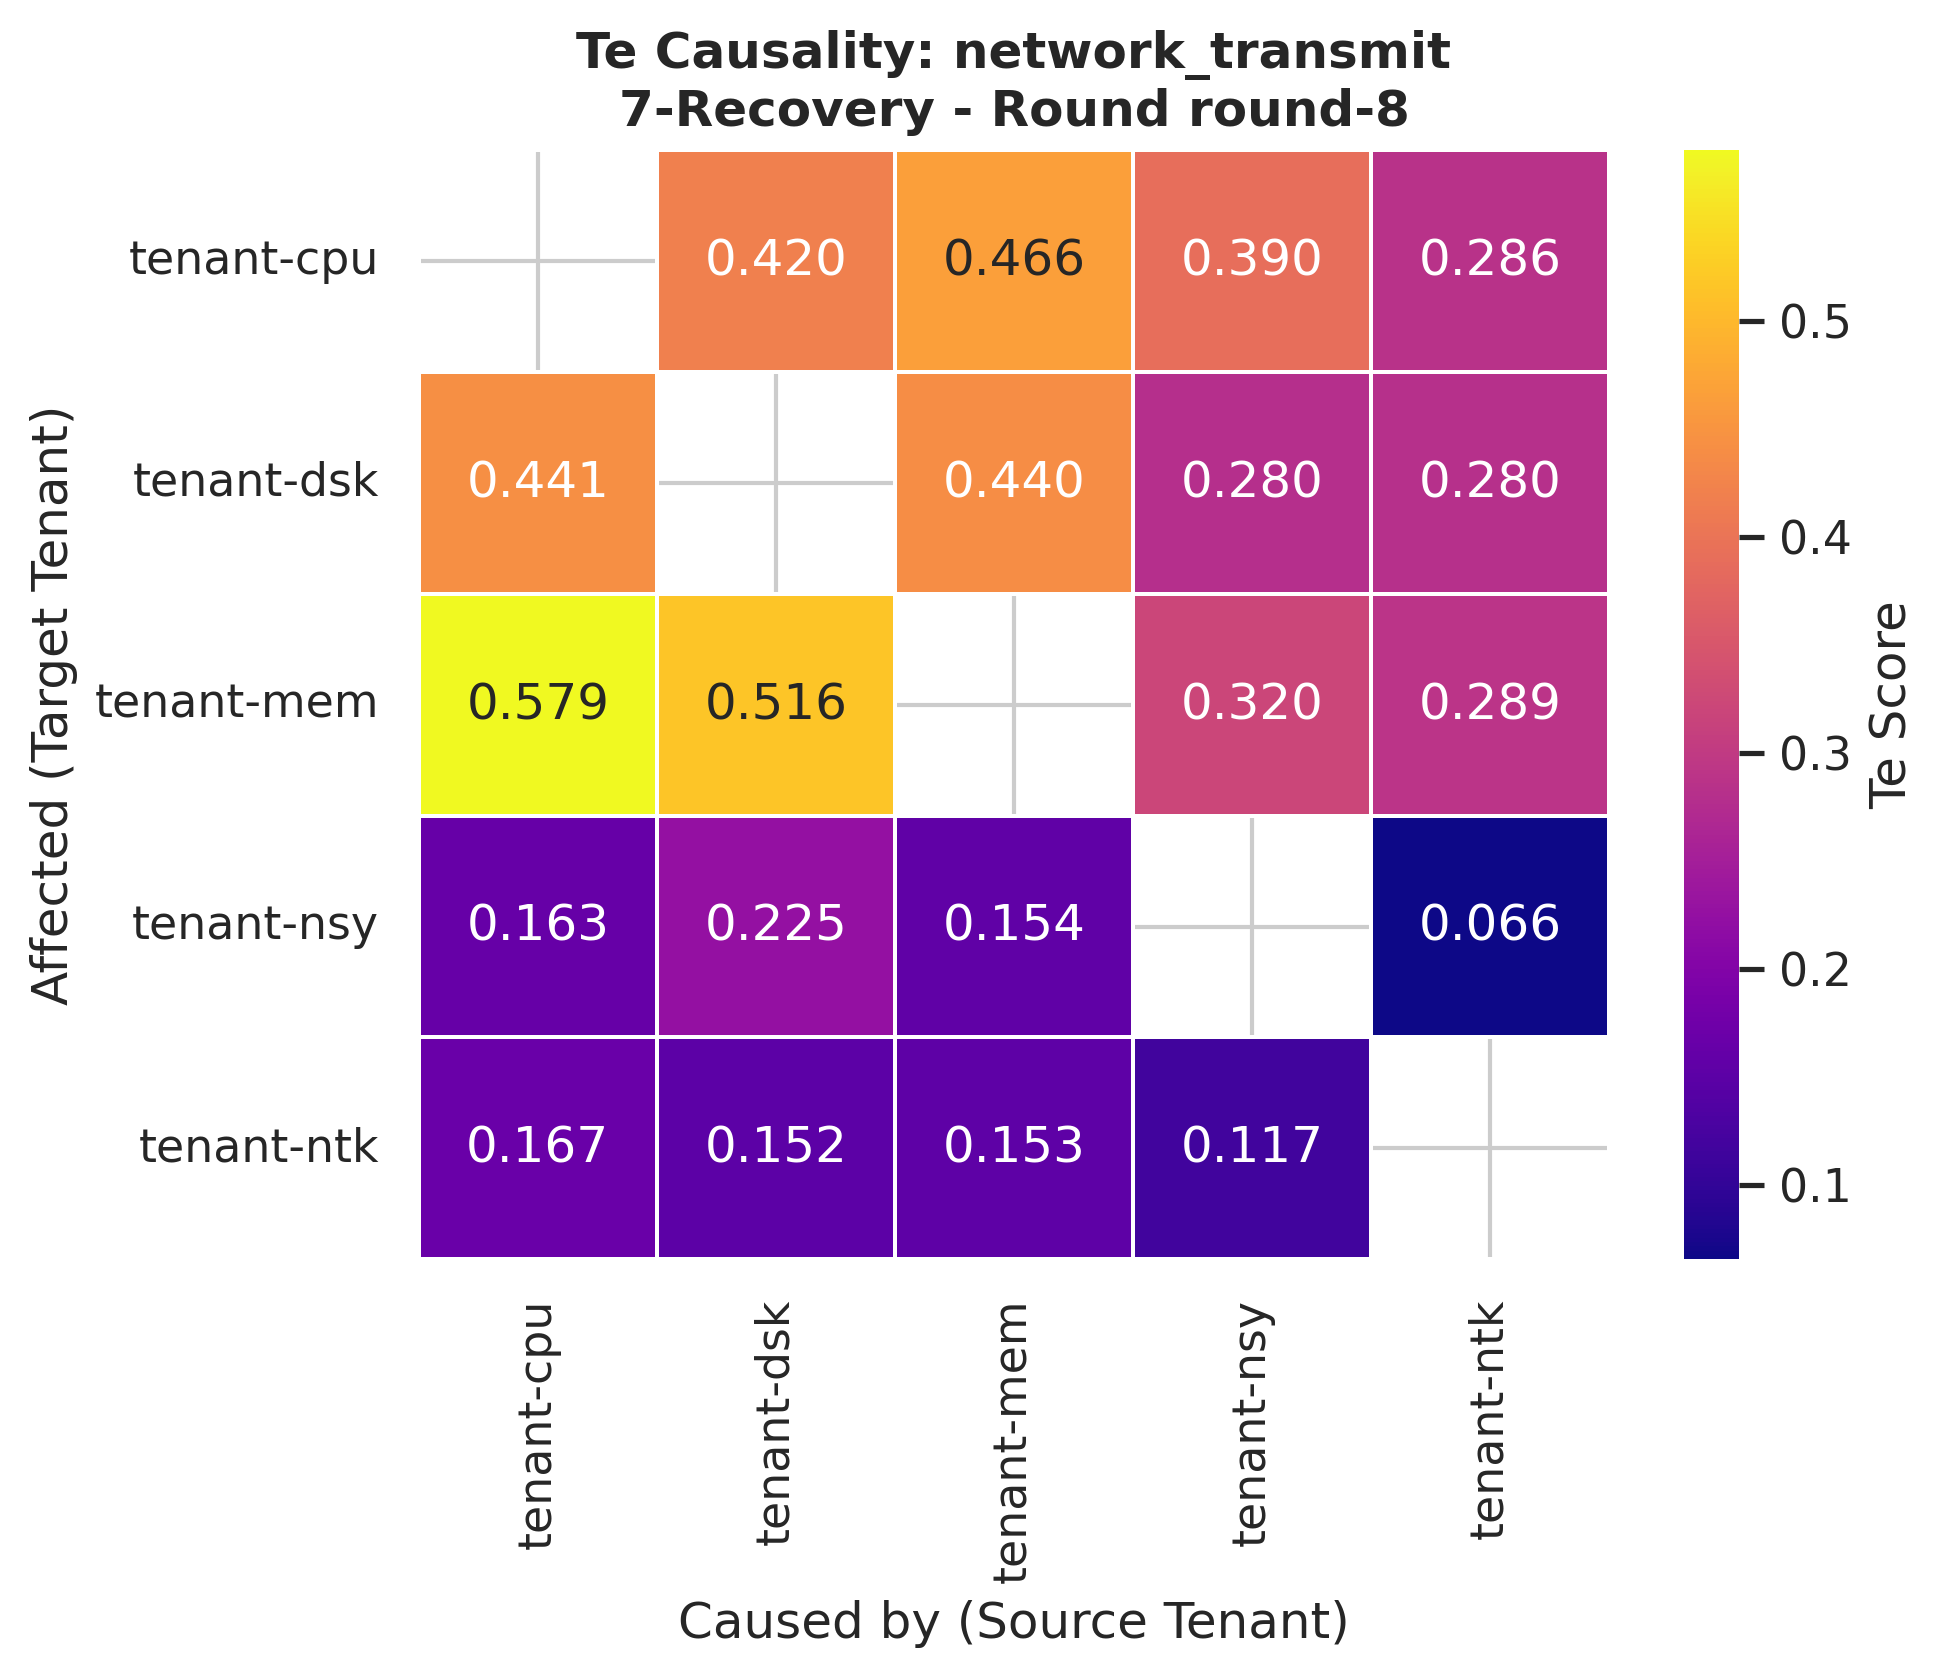 Te Causality: network_transmit
7-Recovery - Round round-8
Affected (Target Tenant)
tenant-cpu 0.420 0.466 0.390 0.286
tenant-dsk 0.441 0.440 0.280 0.280
tenant-mem 0.579 0.516 0.320 0.289
tenant-nsy 0.163 0.225 0.154 0.066
tenant-ntk 0.167 0.152 0.153 0.117
tenant-cpu tenant-dsk tenant-mem tenant-nsy tenant-ntk
Caused by (Source Tenant)
0.5
0.4
0.3
0.2
0.1
Te Score